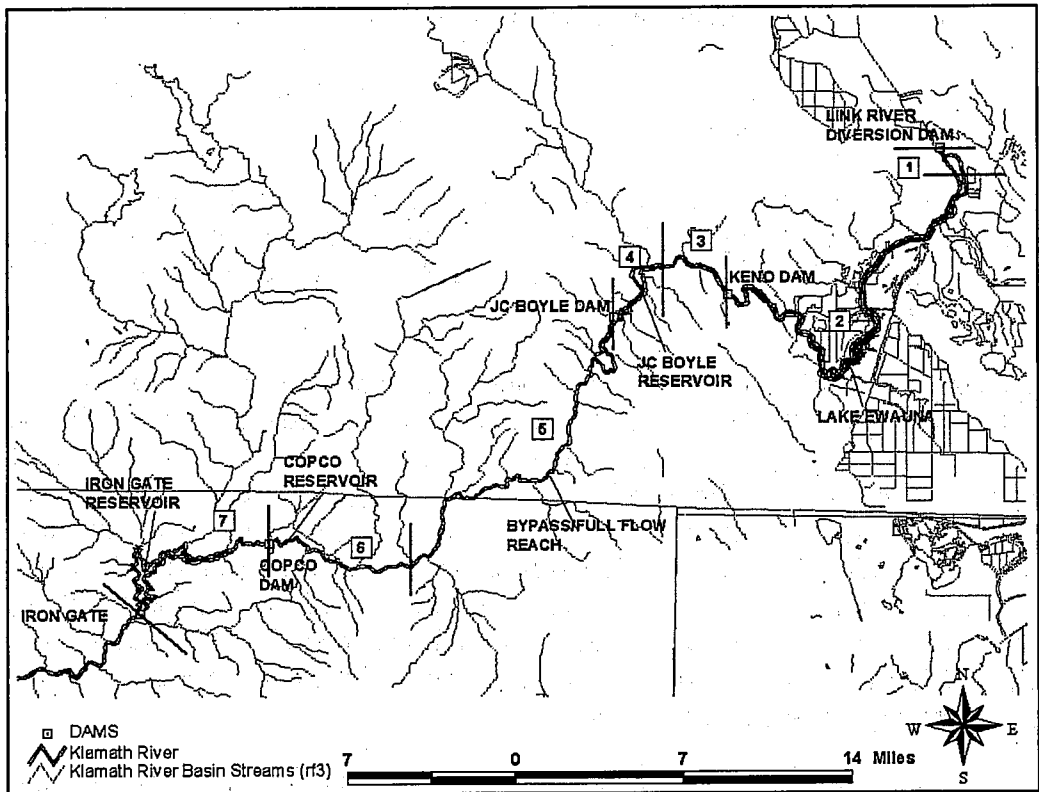 LINK RIVER
DIVERSION DAM
1
3
4
KENO DAM
JC BOYLE DAM
2
JC BOYLE
RESERVOIR
LAKE EWAUNA
5
COPCO
RESERVOIR
IRON GATE
RESERVOIR
7
BYPASS/FULL FLOW
REACH
6
COPCO
DAM
IRON GATE
N
W E
S
DAMS
Klamath River
Klamath River Basin Streams (rf3)
7 0 7 14 Miles